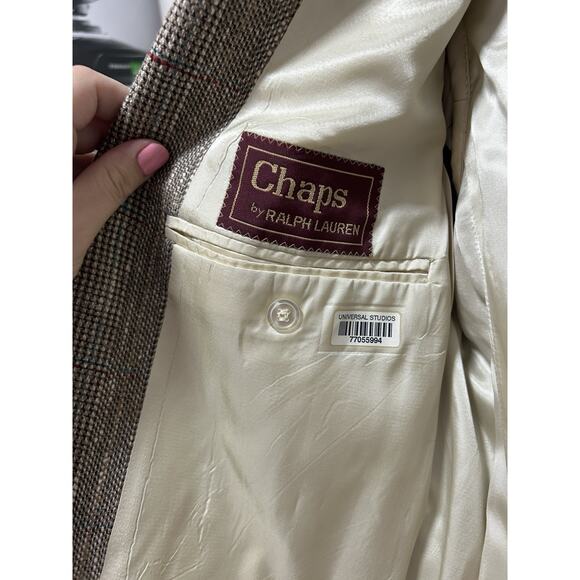 Chaps
by RALPH LAUREN
UNIVERSAL STUDIOS
77055994